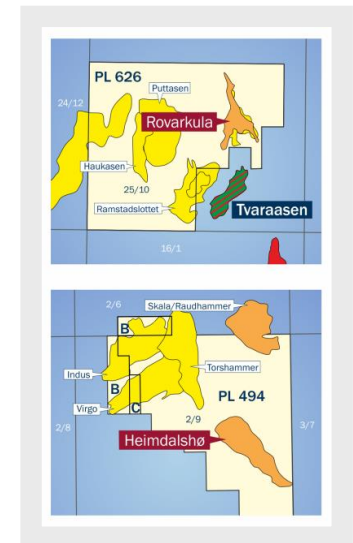 PL 626
Puttasen
24/12
Rovarkula
Haukasen
25/10
Ramstadslottet
Tvaraasen
16/1
2/6
Skala/Raudhammer
B
Indus
Torshammer
B
PL 494
Virgo
C
2/9
2/8
3/7
Heimdalshø